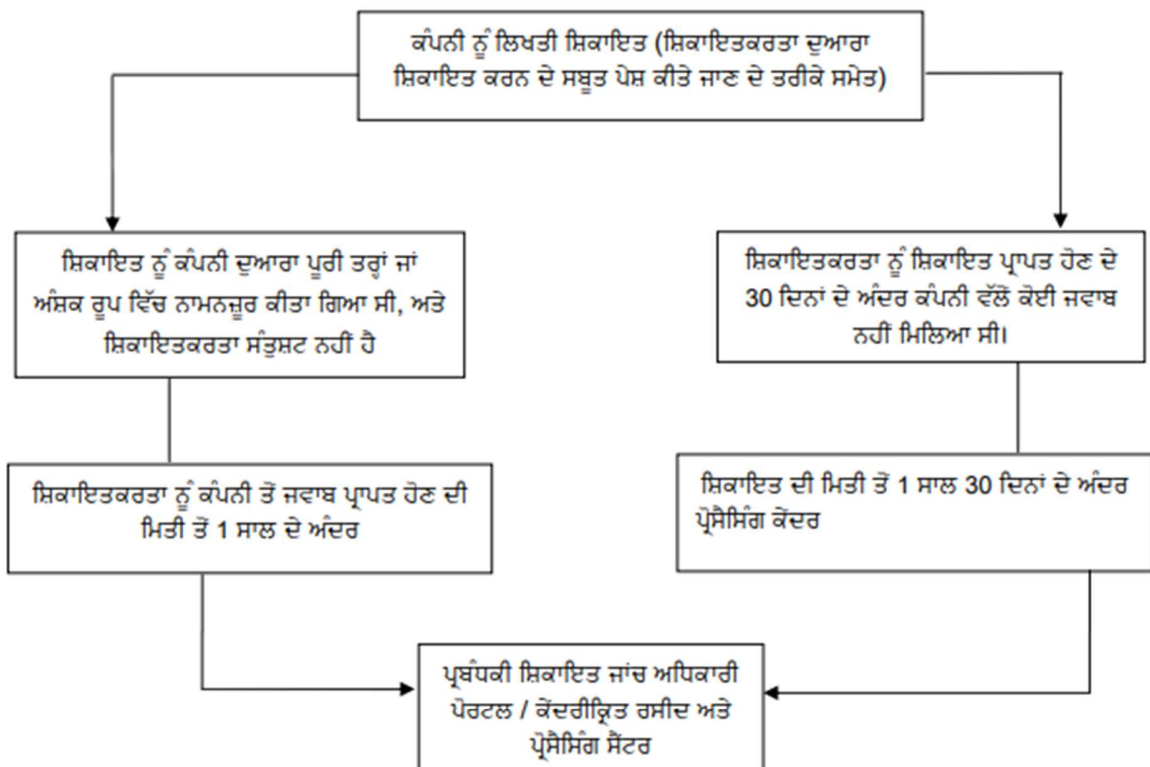 ਕੰਪਨੀ ਨੂੰ ਲਿਖਤੀ ਸ਼ਿਕਾਇਤ (ਸ਼ਿਕਾਇਤਕਰਤਾ ਦੁਆਰਾ
ਸ਼ਿਕਾਇਤ ਕਰਨ ਦੇ ਸਬੂਤ ਪੇਸ਼ ਕੀਤੇ ਜਾਣ ਦੇ ਤਰੀਕੇ ਸਮੇਤ)
ਸ਼ਿਕਾਇਤ ਨੂੰ ਕੰਪਨੀ ਦੁਆਰਾ ਪੂਰੀ ਤਰ੍ਹਾਂ ਜਾਂ
ਅੰਸ਼ਕ ਰੂਪ ਵਿੱਚ ਨਾਮਨਜ਼ੂਰ ਕੀਤਾ ਗਿਆ ਸੀ, ਅਤੇ
ਸ਼ਿਕਾਇਤਕਰਤਾ ਸੰਤੁਸ਼ਟ ਨਹੀਂ ਹੈ
ਸ਼ਿਕਾਇਤਕਰਤਾ ਨੂੰ ਸ਼ਿਕਾਇਤ ਪ੍ਰਾਪਤ ਹੋਣ ਦੇ
30 ਦਿਨਾਂ ਦੇ ਅੰਦਰ ਕੰਪਨੀ ਵੱਲੋਂ ਕੋਈ ਜਵਾਬ
ਨਹੀਂ ਮਿਲਿਆ ਸੀ।
ਸ਼ਿਕਾਇਤਕਰਤਾ ਨੂੰ ਕੰਪਨੀ ਤੋਂ ਜਵਾਬ ਪ੍ਰਾਪਤ ਹੋਣ ਦੀ
ਮਿਤੀ ਤੋਂ 1 ਸਾਲ ਦੇ ਅੰਦਰ
ਸ਼ਿਕਾਇਤ ਦੀ ਮਿਤੀ ਤੋਂ 1 ਸਾਲ 30 ਦਿਨਾਂ ਦੇ ਅੰਦਰ
ਪ੍ਰੋਸੈਸਿੰਗ ਕੇਂਦਰ
ਪ੍ਰਬੰਧਕੀ ਸ਼ਿਕਾਇਤ ਜਾਂਚ ਅਧਿਕਾਰੀ
ਪੋਰਟਲ / ਕੇਂਦਰੀਕ੍ਰਿਤ ਰਸੀਦ ਅਤੇ
ਪ੍ਰੋਸੈਸਿੰਗ ਸੈਂਟਰ